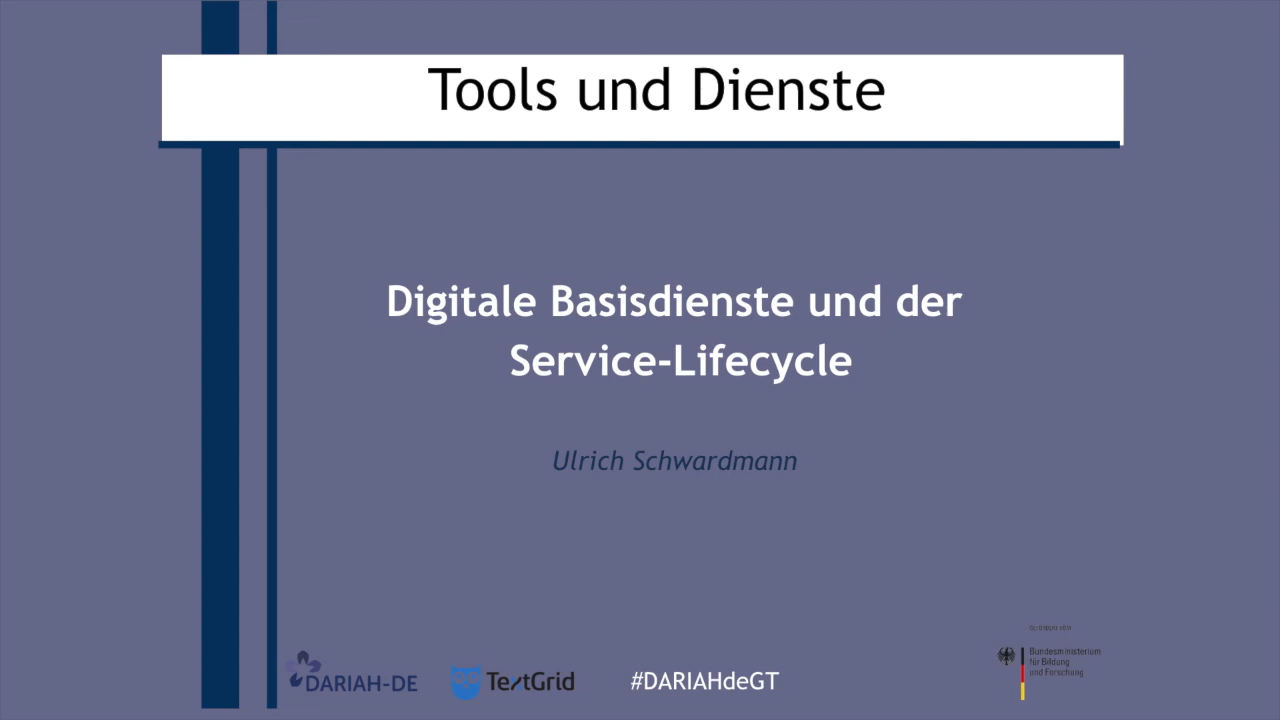 Tools und Dienste
Digitale Basisdienste und der
Service-Lifecycle
Ulrich Schwardmann
DARIAH-DE
TextGrid
#DARIAHdeGT
Bundesministerium
für Bildung
und Forschung